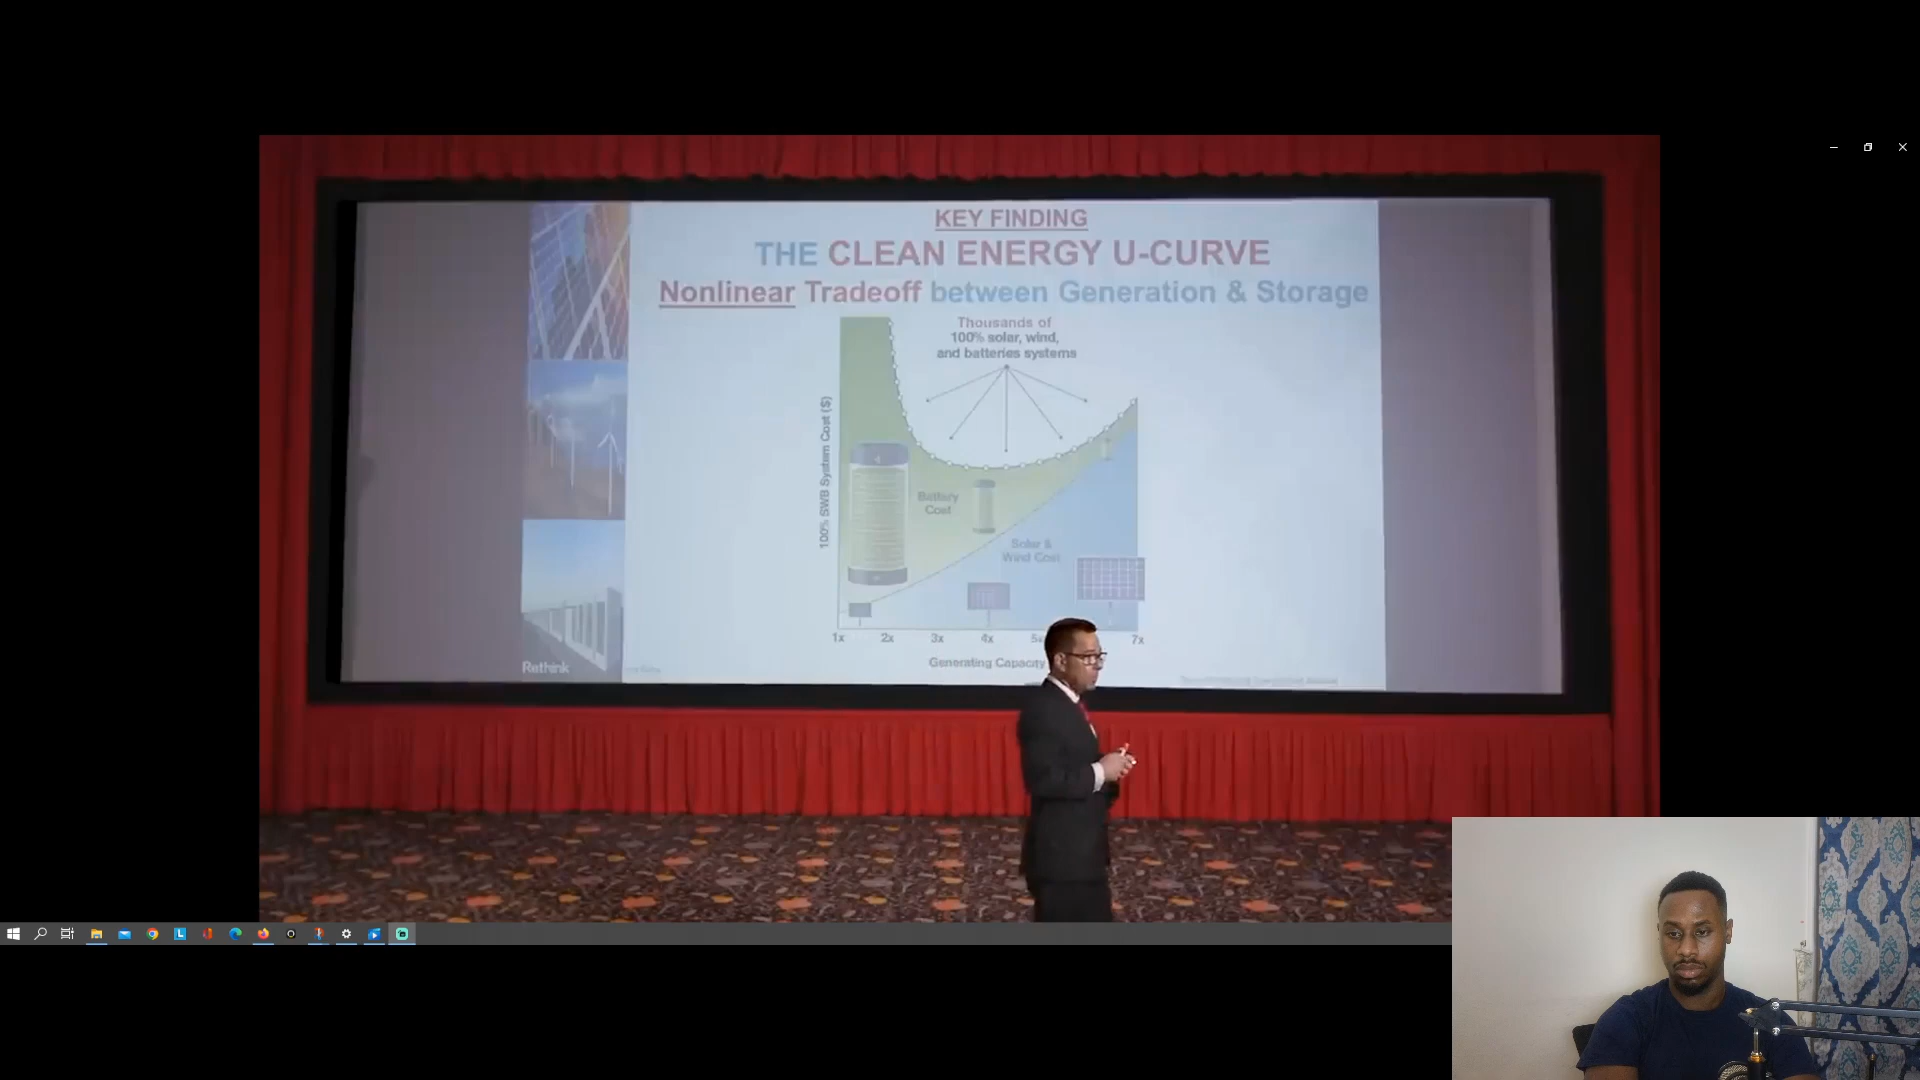 KEY FINDING
THE CLEAN ENERGY U-CURVE
Nonlinear Tradeoff between Generation & Storage
Thousands of
100% solar, wind,
and batteries systems
100% SWB System Cost ($)
Battery
Cost
Solar &
Wind Cost
1x 2x 3x 4x 5x 7x
Generating Capacity
Rethink